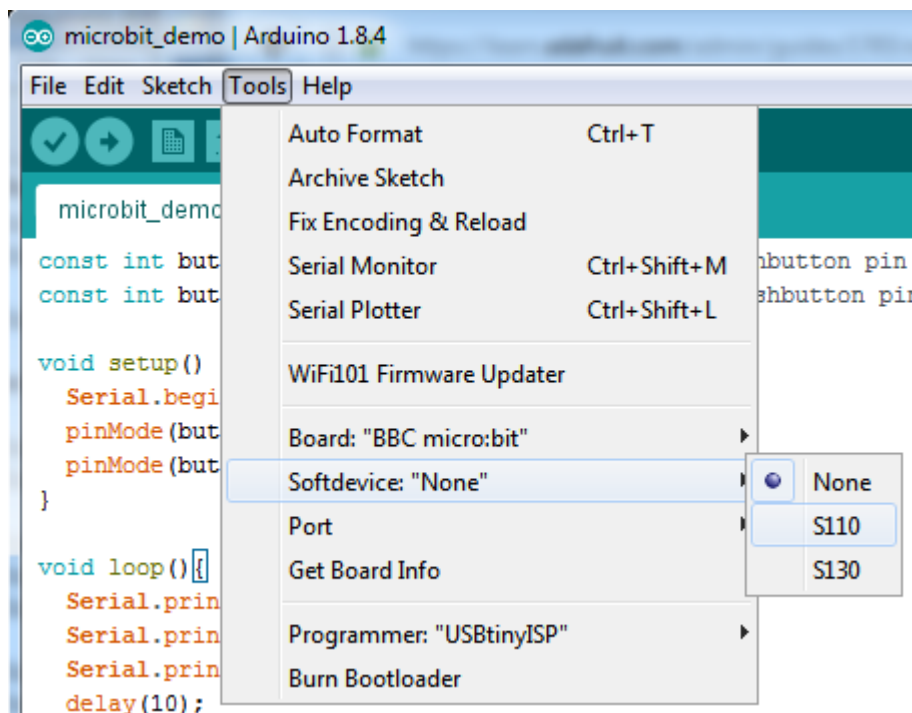 microbit_demo | Arduino 1.8.4
File Edit Sketch Tools Help
Auto Format Ctrl+T
Archive Sketch
microbit_demo
Fix Encoding & Reload
const int but hbutton pin
Serial Monitor Ctrl+Shift+M
const int but shbutton pin
Serial Plotter Ctrl+Shift+L
void setup()
WiFi101 Firmware Updater
Serial.begi
pinMode(but
Board: "BBC micro:bit"
pinMode(but
Softdevice: "None"
None
}
Port
S110
void loop(){
Get Board Info
S130
Serial.prin
Serial.prin
Programmer: "USBtinyISP"
Serial.prin
Burn Bootloader
delay(10);